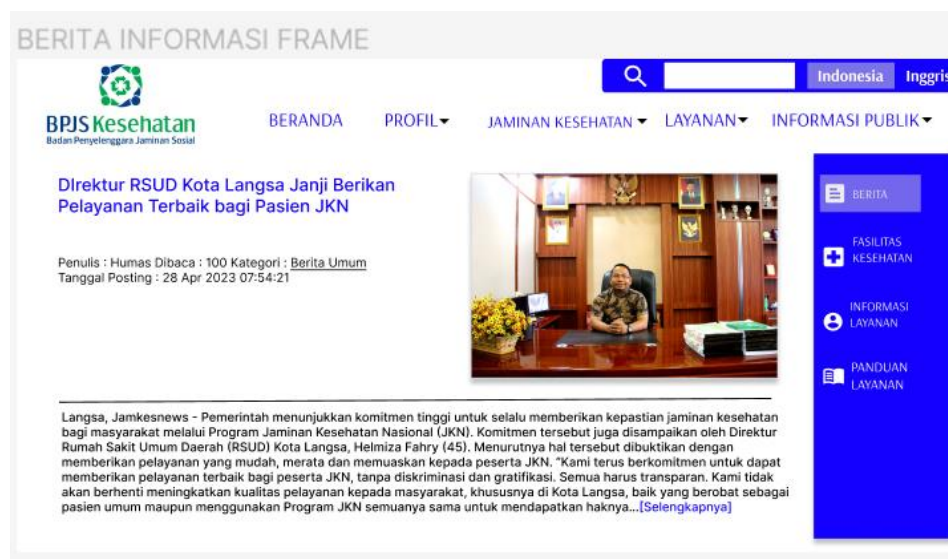 BERITA INFORMASI FRAME
Indonesia Inggris
BPJS Kesehatan
Badan Penyelenggara Jaminan Sosial
BERANDA PROFIL JAMINAN KESEHATAN LAYANAN INFORMASI PUBLIK
DIrektur RSUD Kota Langsa Janji Berikan
Pelayanan Terbaik bagi Pasien JKN
Penulis : Humas Dibaca : 100 Kategori : Berita Umum
Tanggal Posting : 28 Apr 2023 07:54:21
BERITA
FASILITAS
KESEHATAN
INFORMASI
LAYANAN
PANDUAN
LAYANAN
Langsa, Jamkesnews - Pemerintah menunjukkan komitmen tinggi untuk selalu memberikan kepastian jaminan kesehatan
bagi masyarakat melalui Program Jaminan Kesehatan Nasional (JKN). Komitmen tersebut juga disampaikan oleh Direktur
Rumah Sakit Umum Daerah (RSUD) Kota Langsa, Helmiza Fahry (45). Menurutnya hal tersebut dibuktikan dengan
memberikan pelayanan yang mudah, merata dan memuaskan kepada peserta JKN. "Kami terus berkomitmen untuk dapat
memberikan pelayanan terbaik bagi peserta JKN, tanpa diskriminasi dan gratifikasi. Semua harus transparan. Kami tidak
akan berhenti meningkatkan kualitas pelayanan kepada masyarakat, khususnya di Kota Langsa, baik yang berobat sebagai
pasien umum maupun menggunakan Program JKN semuanya sama untuk mendapatkan haknya...[Selengkapnya]